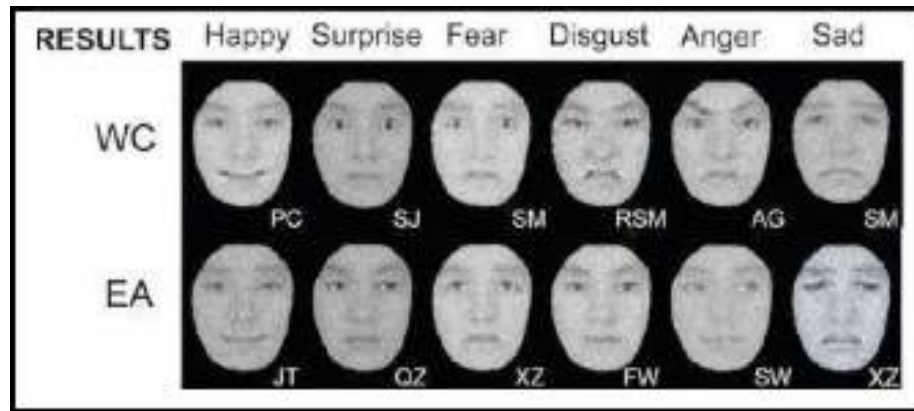 RESULTS Happy Surprise Fear Disgust Anger Sad
WC
PC SJ SM RSM AG SM
EA
JT QZ XZ FW SW XZ